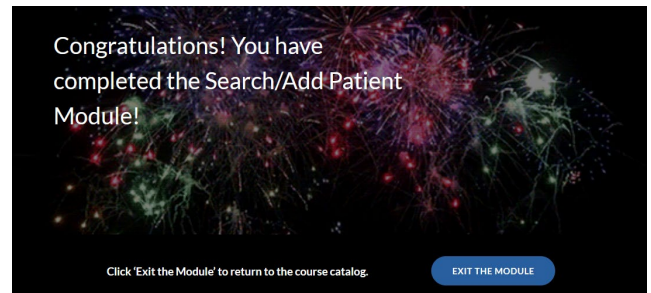 Congratulations! You have
completed the Search/Add Patient
Module!
Click 'Exit the Module' to return to the course catalog.
EXIT THE MODULE